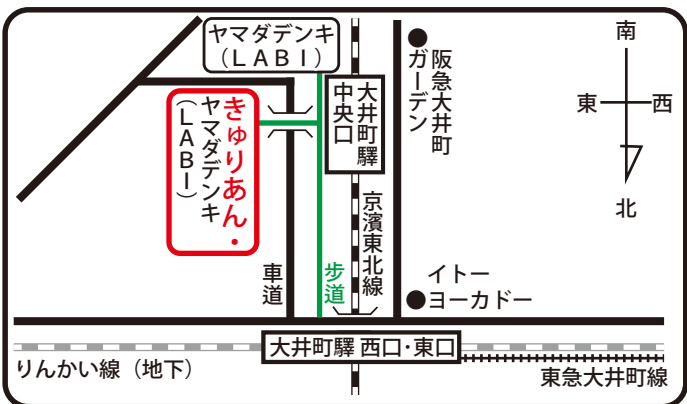 ヤマダデンキ
(LABI)
きゅりあん・
ヤマダデンキ
(LABI)
大井町驛
中央口
阪急大井町
ガーデン
南
東
西
北
京濱東北線
車道
歩道
イトー
ヨーカドー
大井町驛 西口・東口
りんかい線(地下)
東急大井町線